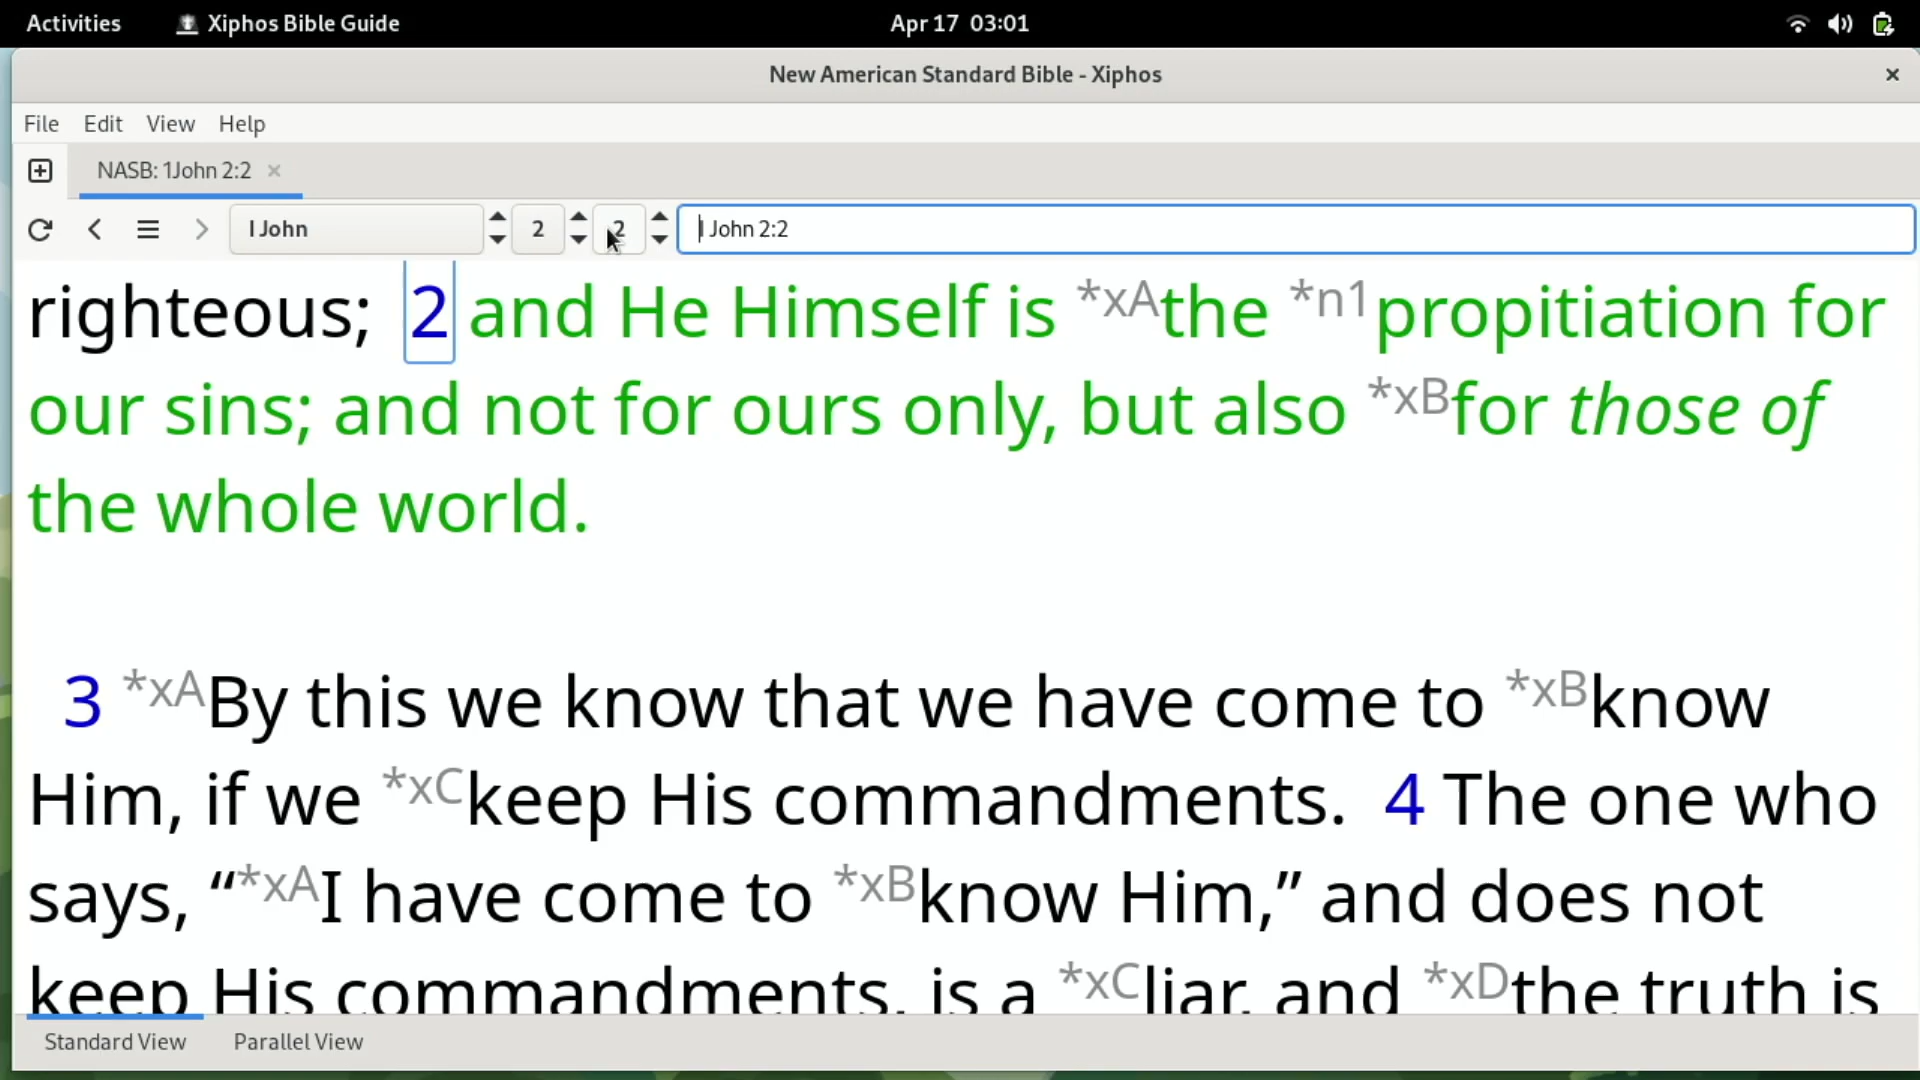 Activities Xiphos Bible Guide Apr 17 03:01
New American Standard Bible - Xiphos ×
File Edit View Help
NASB: 1John 2:2 ×
I John 2 2 I John 2:2
righteous; 2 and He Himself is *xAthe *n1propitiation for
our sins; and not for ours only, but also *xBfor those of
the whole world.
3 *xABy this we know that we have come to *xBknow
Him, if we *xCkeep His commandments. 4 The one who
says, “*xAI have come to *xBknow Him,” and does not
keep His commandments, is a *xCliar, and *xDthe truth is
Standard View Parallel View